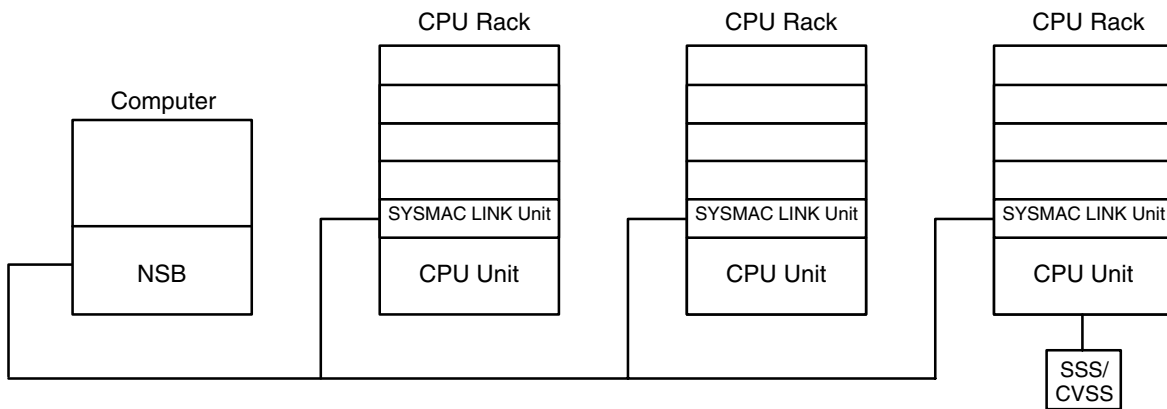 CPU Rack
CPU Rack
CPU Rack
Computer
SYSMAC LINK Unit
SYSMAC LINK Unit
SYSMAC LINK Unit
NSB
CPU Unit
CPU Unit
CPU Unit
SSS/
CVSS